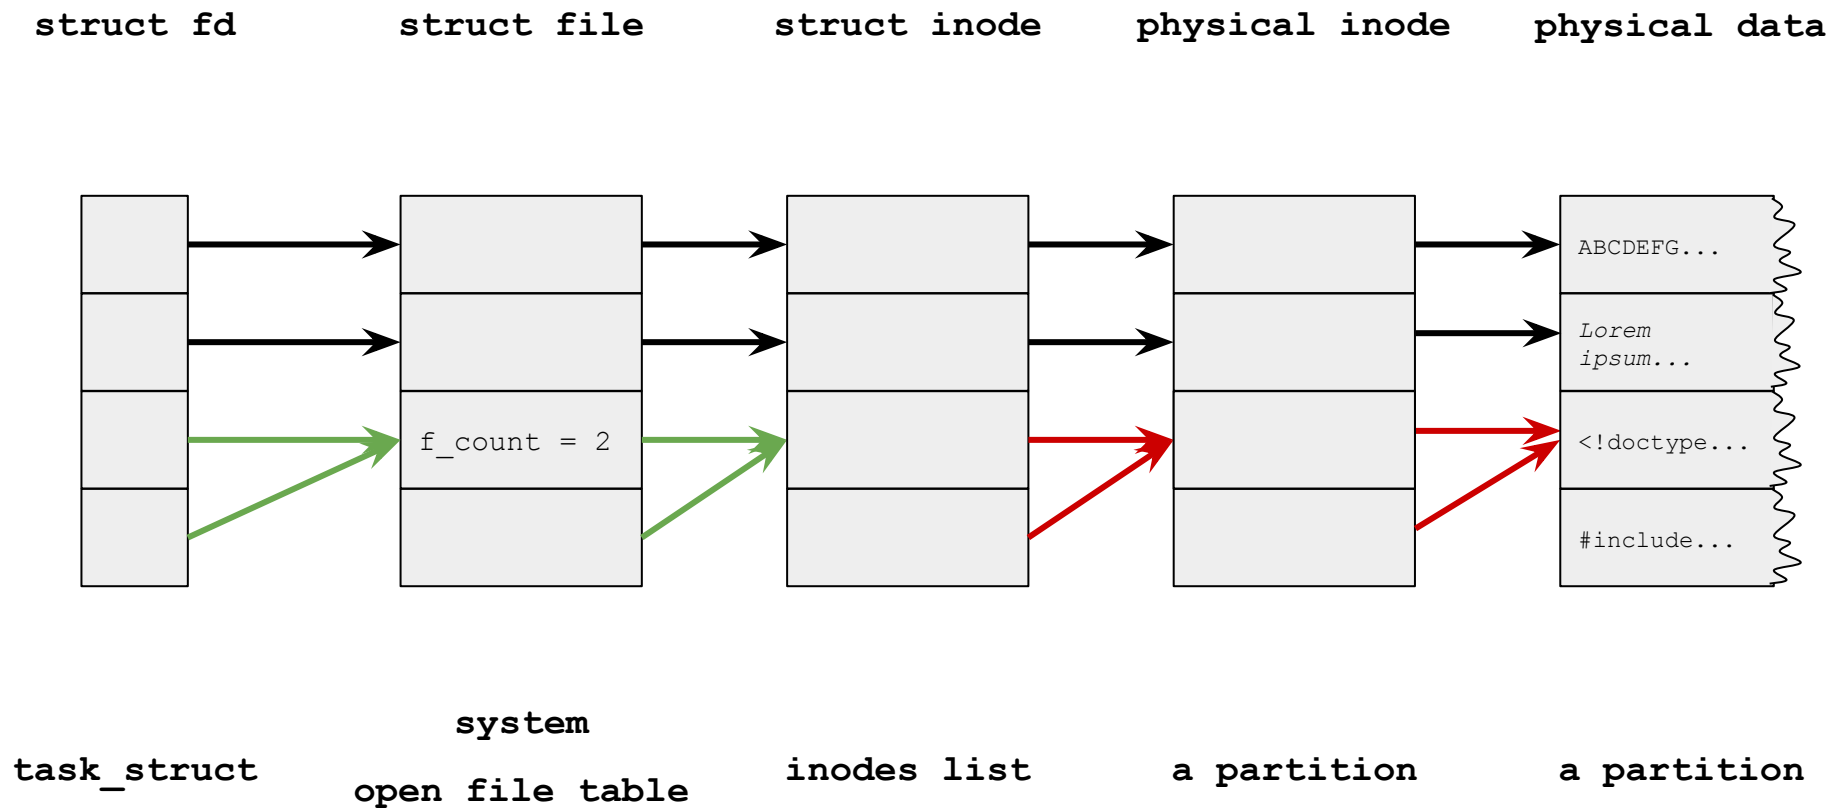 struct fd
struct file
struct inode
physical inode
physical data
ABCDEFG...
Lorem
ipsum...
f_count = 2
<!doctype...
#include...
system
open file table
task_struct
inodes list
a partition
a partition